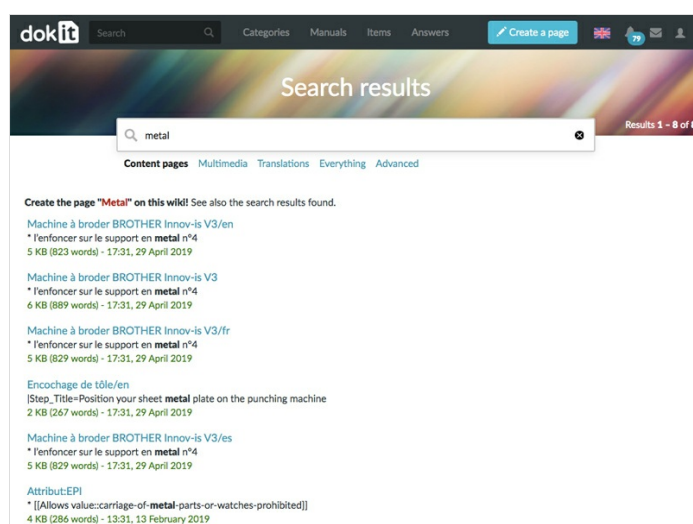 dokit Search Categories Manuals Items Answers Create a page 79
Search results
Results 1 – 8 of
metal
Content pages Multimedia Translations Everything Advanced
Create the page "Metal" on this wiki! See also the search results found.
Machine à broder BROTHER Innov-is V3/en
* l'enfoncer sur le support en metal n°4
5 KB (823 words) - 17:31, 29 April 2019
Machine à broder BROTHER Innov-is V3
* l'enfoncer sur le support en metal n°4
6 KB (889 words) - 17:31, 29 April 2019
Machine à broder BROTHER Innov-is V3/fr
* l'enfoncer sur le support en metal n°4
5 KB (829 words) - 17:31, 29 April 2019
Encochage de tôle/en
|Step_Title=Position your sheet metal plate on the punching machine
2 KB (267 words) - 17:31, 29 April 2019
Machine à broder BROTHER Innov-is V3/es
* l'enfoncer sur le support en metal n°4
5 KB (829 words) - 17:31, 29 April 2019
Attribut:EPI
* [[Allows value::carriage-of-metal-parts-or-watches-prohibited]]
4 KB (286 words) - 13:31, 13 February 2019